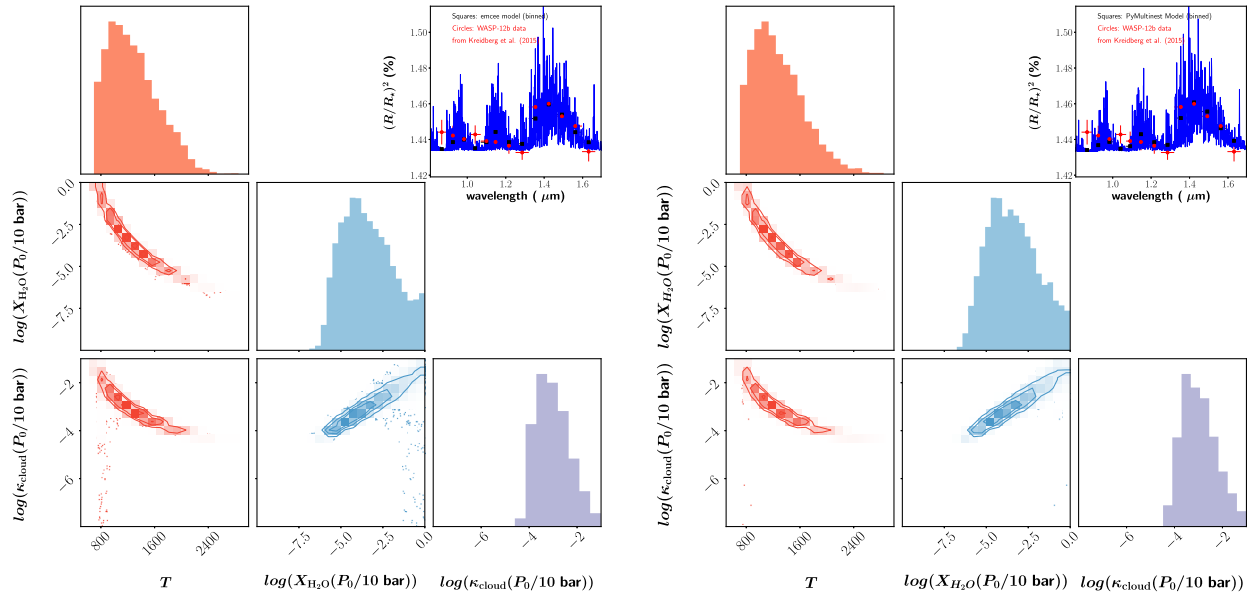 Squares: emcee model (binned)
Circles: WASP-12b data
from Kreidberg et al. (2015)
(R/R⋆)² (%)
1.50
1.48
1.46
1.44
1.42
1.0 1.2 1.4 1.6
wavelength ( μm)
log(X_H₂O(P₀/10 bar))
0.0
−2.5
−5.0
−7.5
log(κ_cloud(P₀/10 bar))
−2
−4
−6
800 1600 2400
T
−7.5 −5.0 −2.5 0.0
log(X_H₂O(P₀/10 bar))
−6 −4 −2
log(κ_cloud(P₀/10 bar))
Squares: PyMultinest Model (binned)
Circles: WASP-12b data
from Kreidberg et al. (2015)
(R/R⋆)² (%)
1.50
1.48
1.46
1.44
1.42
1.0 1.2 1.4 1.6
wavelength ( μm)
log(X_H₂O(P₀/10 bar))
0.0
−2.5
−5.0
−7.5
log(κ_cloud(P₀/10 bar))
−2
−4
−6
800 1600 2400
T
−7.5 −5.0 −2.5 0.0
log(X_H₂O(P₀/10 bar))
−6 −4 −2
log(κ_cloud(P₀/10 bar))